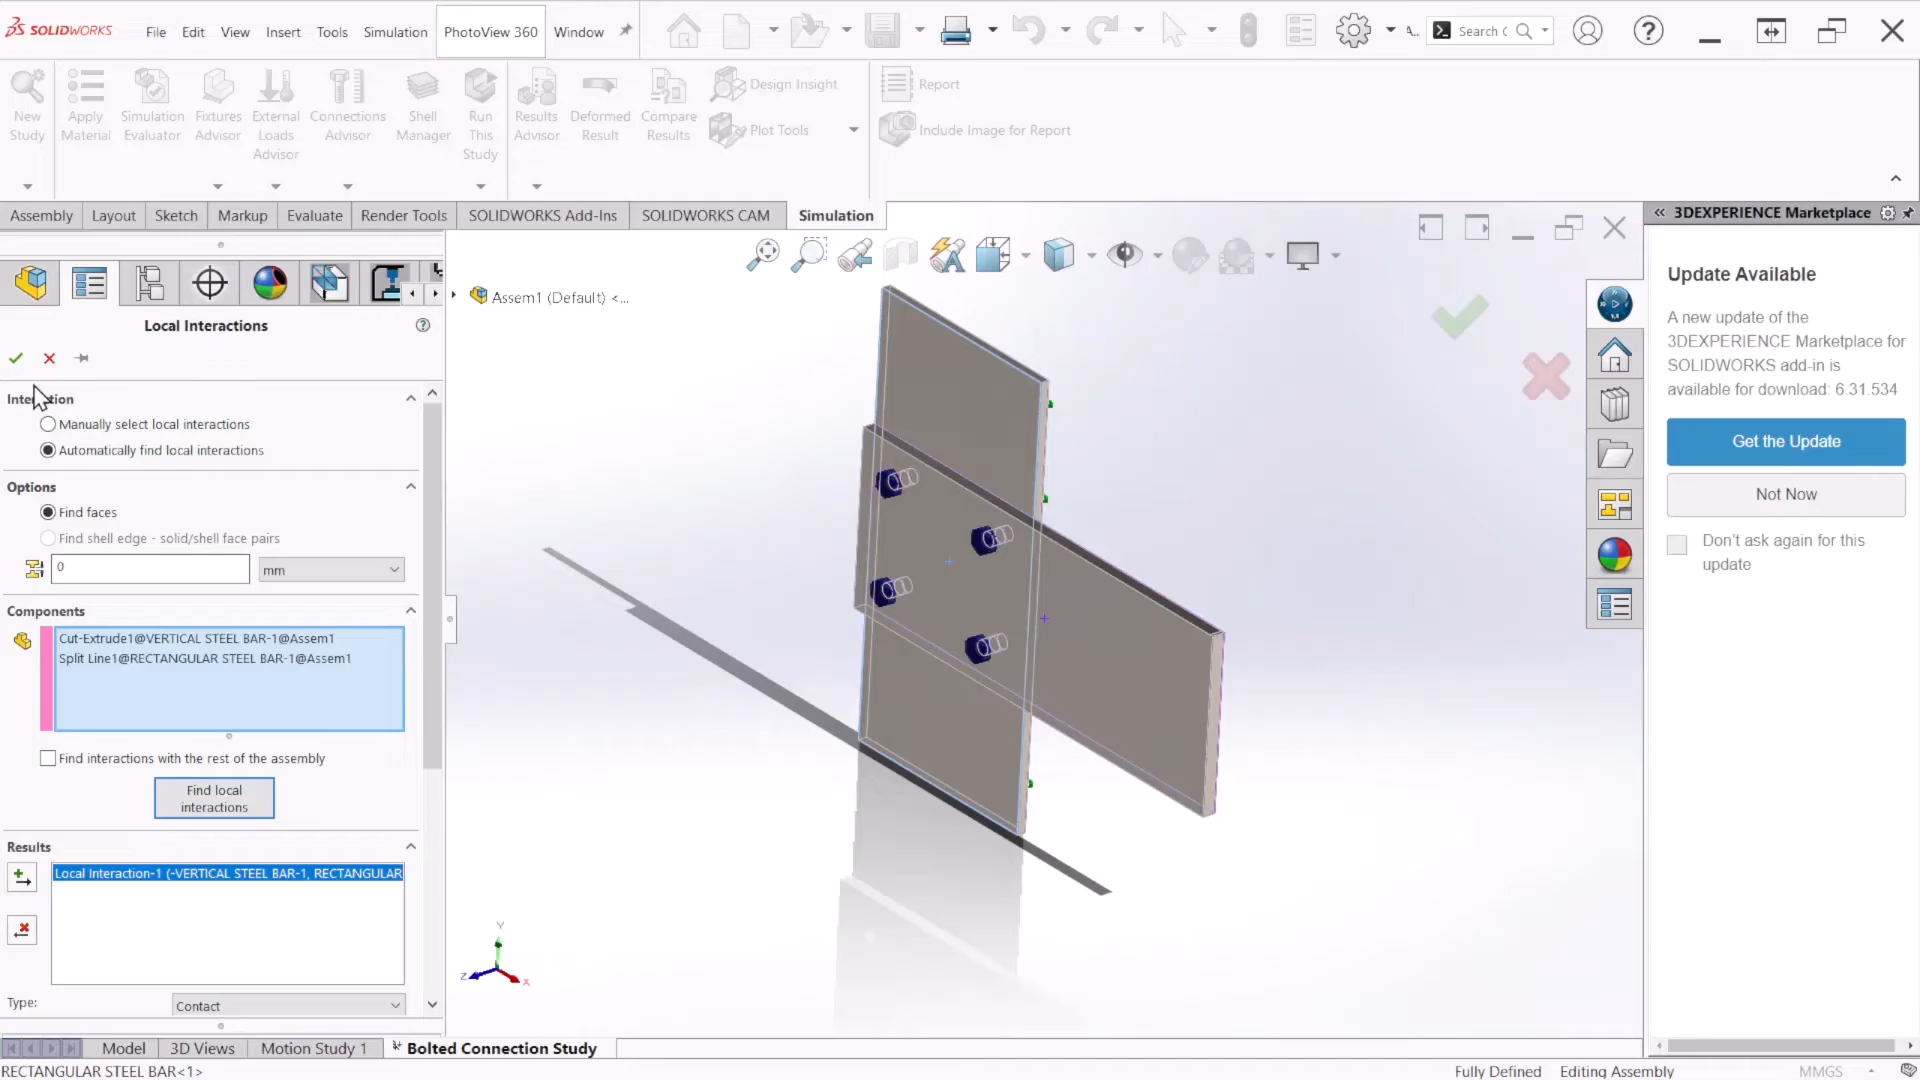 SOLIDWORKS File Edit View Insert Tools Simulation PhotoView 360 Window A... Search C
New
Study
Apply
Material
Simulation
Evaluator
Fixtures
Advisor
External
Loads
Advisor
Connections
Advisor
Shell
Manager
Run
This
Study
Results
Advisor
Deformed
Result
Compare
Results
Design Insight
Plot Tools
Report
Include Image for Report
Assembly Layout Sketch Markup Evaluate Render Tools SOLIDWORKS Add-Ins SOLIDWORKS CAM Simulation
Local Interactions
Interaction
Manually select local interactions
Automatically find local interactions
Options
Find faces
Find shell edge - solid/shell face pairs
0 mm
Components
Cut-Extrude1@VERTICAL STEEL BAR-1@Assem1
Split Line1@RECTANGULAR STEEL BAR-1@Assem1
Find interactions with the rest of the assembly
Find local
interactions
Results
Local Interaction-1 (-VERTICAL STEEL BAR-1, RECTANGULAR
Type: Contact
Assem1 (Default) <...
Y
Z
X
3DEXPERIENCE Marketplace
Update Available
A new update of the
3DEXPERIENCE Marketplace for
SOLIDWORKS add-in is
available for download: 6.31.534
Get the Update
Not Now
Don't ask again for this
update
Model 3D Views Motion Study 1 Bolted Connection Study
RECTANGULAR STEEL BAR<1> Fully Defined Editing Assembly MMGS